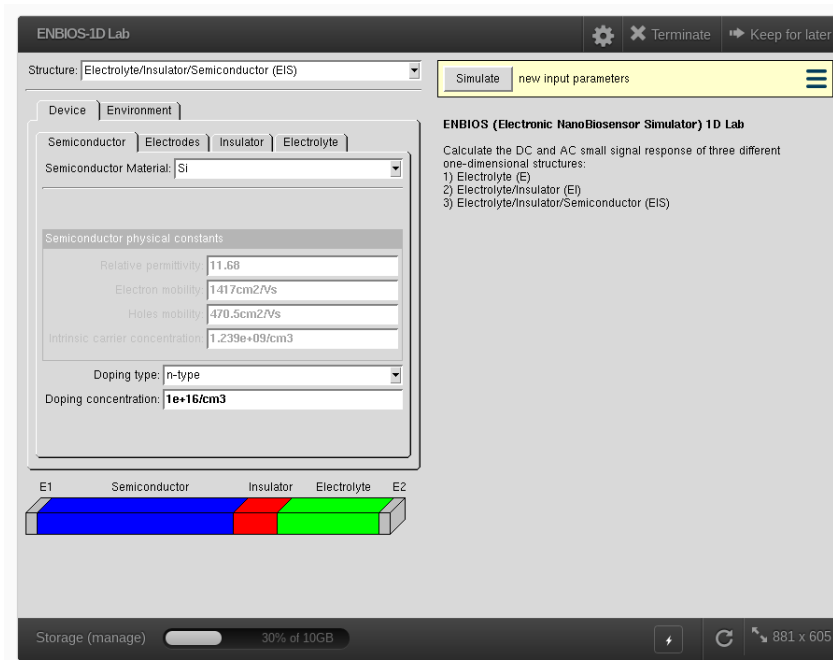 ENBIOS-1D Lab
Terminate
Keep for later
Structure: Electrolyte/Insulator/Semiconductor (EIS)
Simulate new input parameters
Device Environment
Semiconductor Electrodes Insulator Electrolyte
Semiconductor Material: Si
ENBIOS (Electronic NanoBiosensor Simulator) 1D Lab
Calculate the DC and AC small signal response of three different
one-dimensional structures:
1) Electrolyte (E)
2) Electrolyte/Insulator (EI)
3) Electrolyte/Insulator/Semiconductor (EIS)
Semiconductor physical constants
Relative permittivity: 11.68
Electron mobility: 1417cm2/Vs
Holes mobility: 470.5cm2/Vs
Intrinsic carrier concentration: 1.239e+09/cm3
Doping type: n-type
Doping concentration: 1e+16/cm3
E1 Semiconductor Insulator Electrolyte E2
Storage (manage) 30% of 10GB
881 x 605